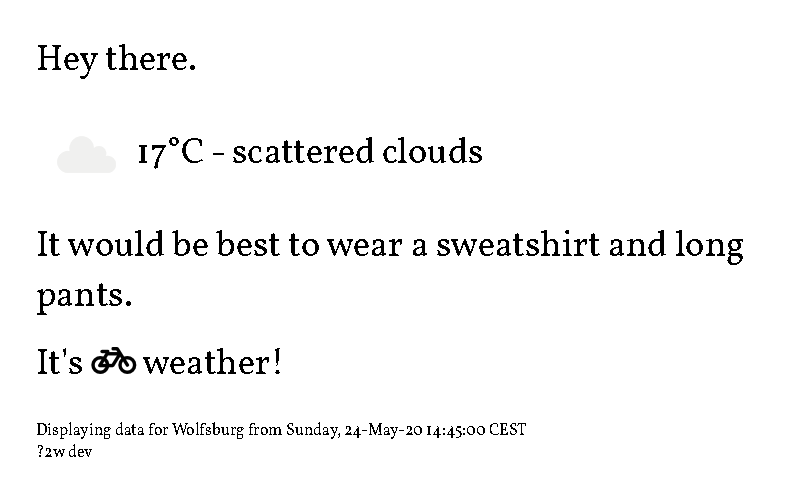 Hey there.
17°C - scattered clouds
It would be best to wear a sweatshirt and long
pants.
It's 🚲 weather!
Displaying data for Wolfsburg from Sunday, 24-May-20 14:45:00 CEST
?2w dev